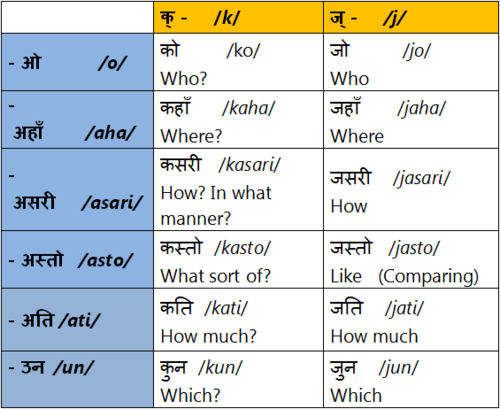 क् - /k/ ज् - /j/
- ओ /o/ को /ko/ जो /jo/
Who? Who
-
अहाँ /aha/ कहाँ /kaha/ जहाँ /jaha/
Where? Where
-
असरी /asari/ कसरी /kasari/ जसरी /jasari/
How? In what How
manner?
- अस्तो /asto/ कस्तो /kasto/ जस्तो /jasto/
What sort of? Like (Comparing)
- अति /ati/ कति /kati/ जति /jati/
How much? How much
- उन /un/ कुन /kun/ जुन /jun/
Which? Which